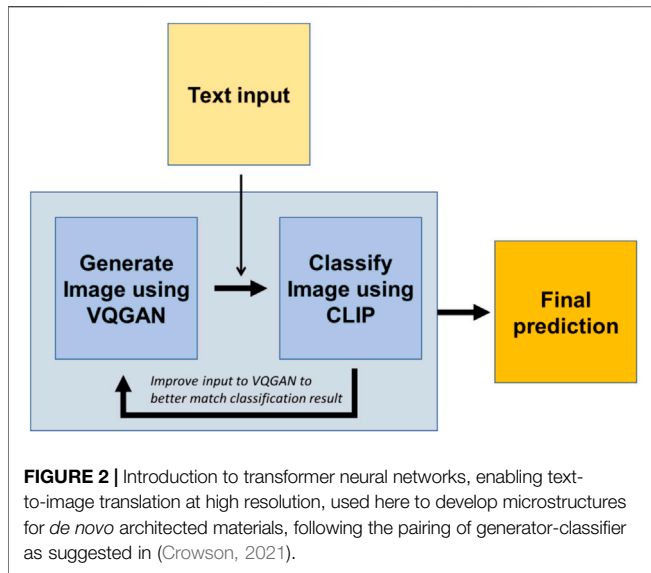 Text input
Generate
Image using
VQGAN
Classify
Image using
CLIP
Improve input to VQGAN to
better match classification result
Final
prediction
FIGURE 2 | Introduction to transformer neural networks, enabling text-
to-image translation at high resolution, used here to develop microstructures
for de novo architected materials, following the pairing of generator-classifier
as suggested in (Crowson, 2021).